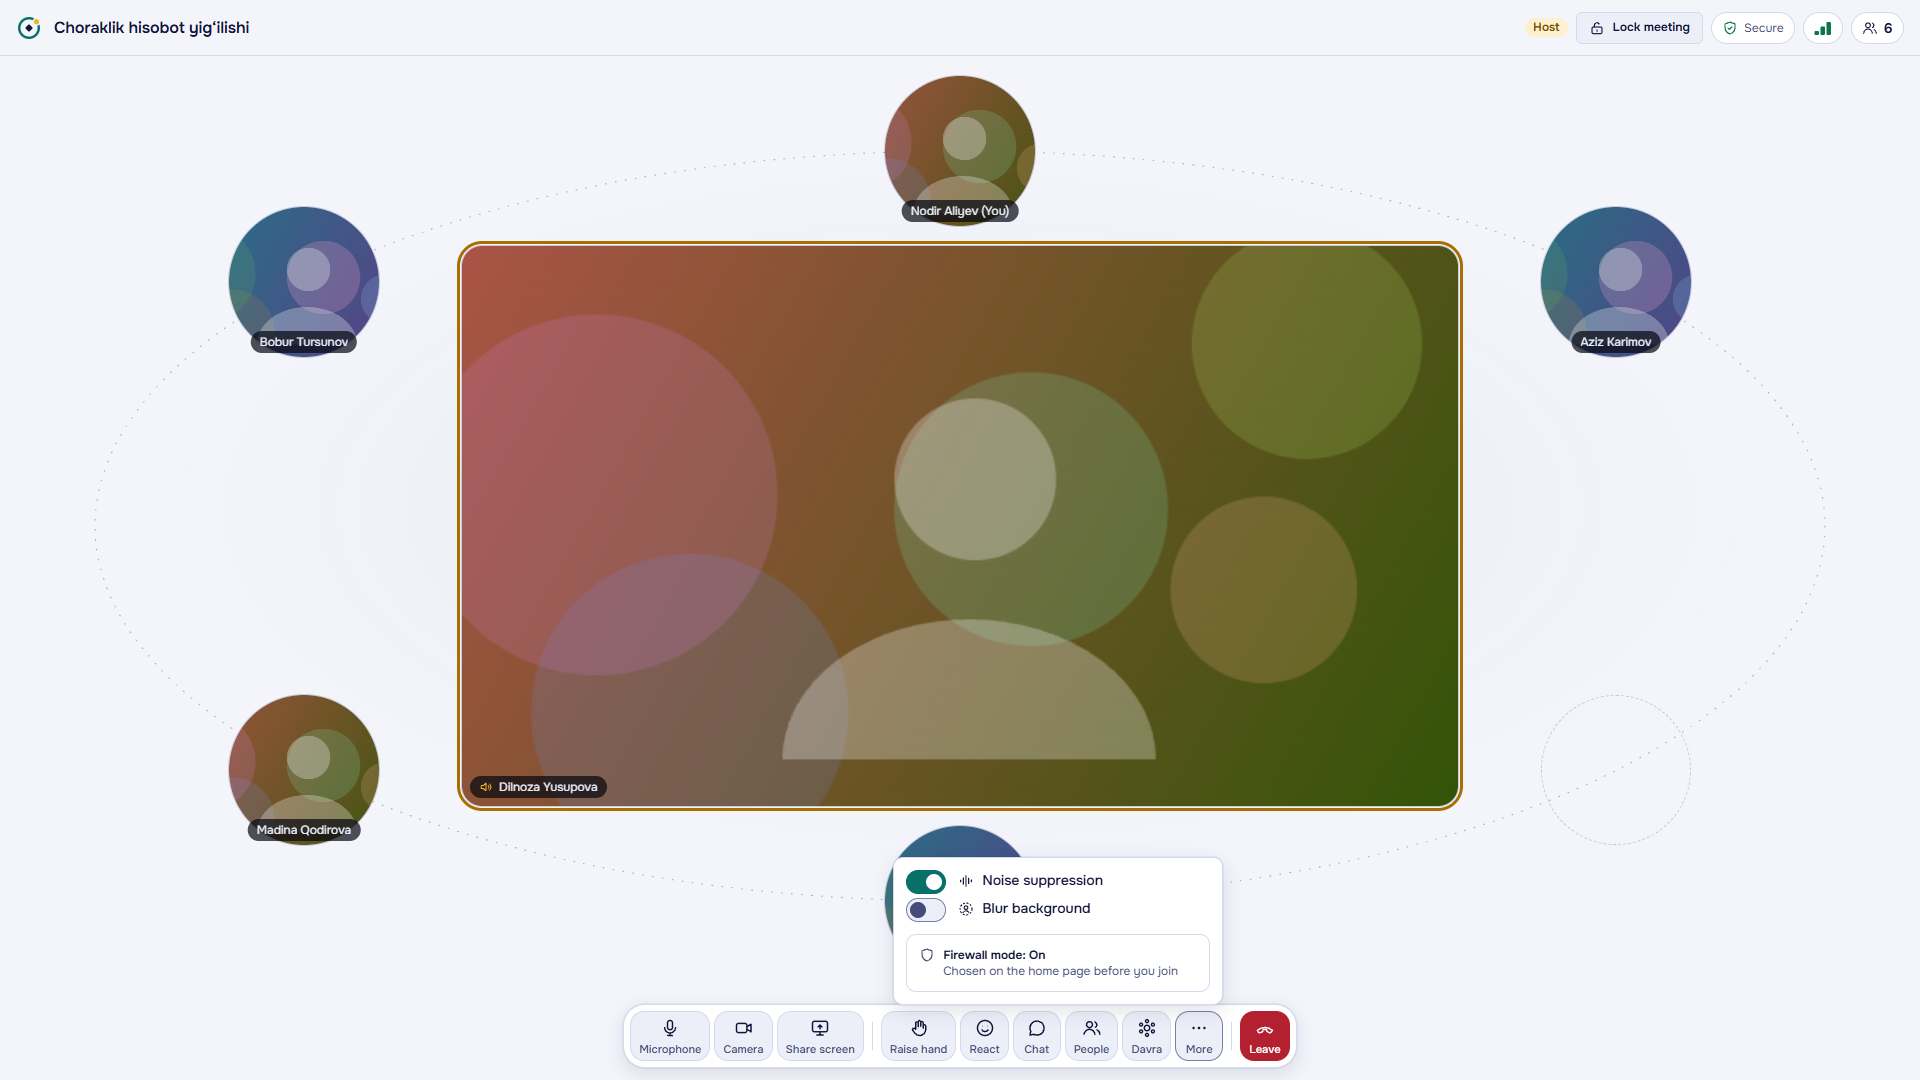 Choraklik hisobot yigʻilishi
Host
Lock meeting
Secure
6
Nodir Aliyev (You)
Bobur Tursunov
Aziz Karimov
Dilnoza Yusupova
Madina Qodirova
Noise suppression
Blur background
Firewall mode: On
Chosen on the home page before you join
Microphone
Camera
Share screen
Raise hand
React
Chat
People
Davra
More
Leave